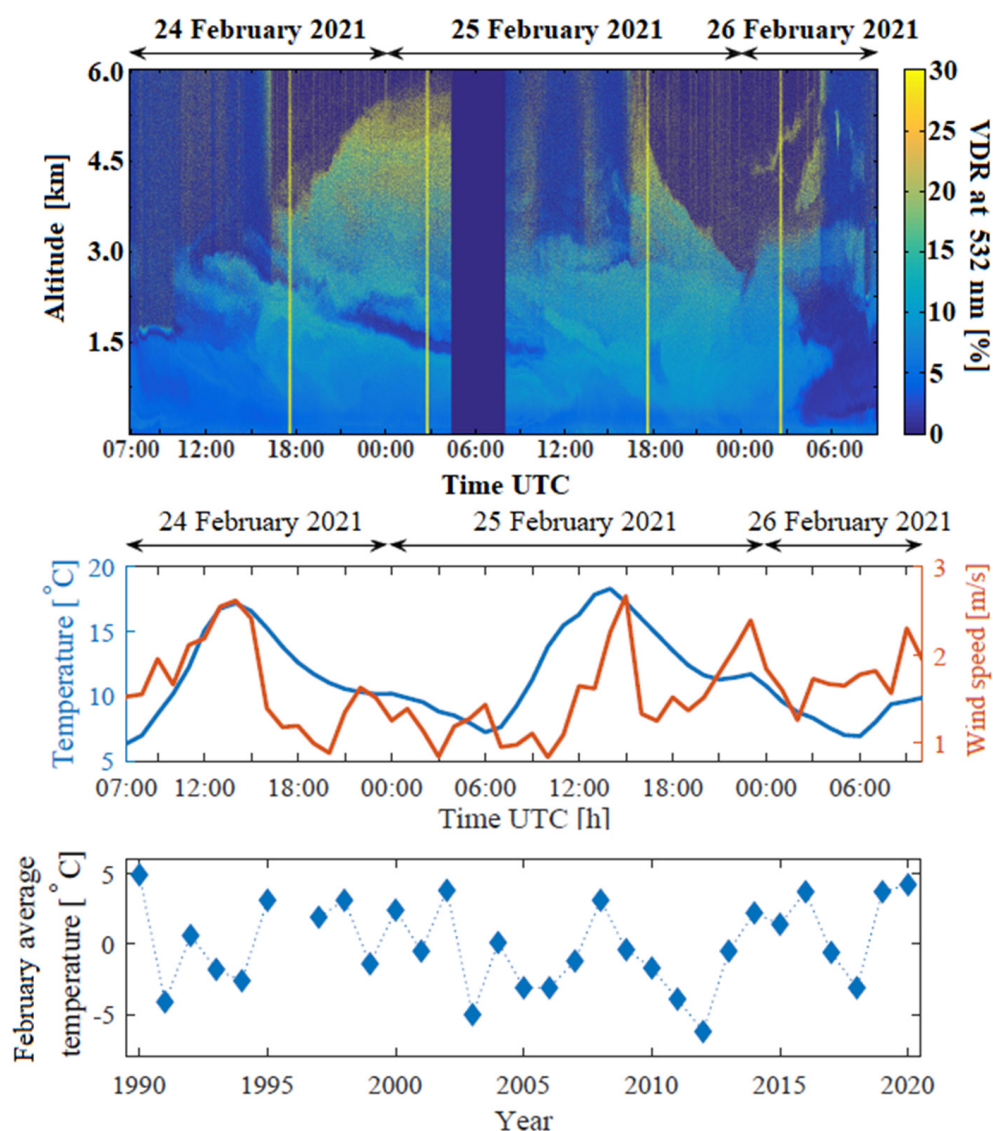 24 February 2021 25 February 2021 26 February 2021
6.0
4.5
3.0
1.5
Altitude [km]
30
25
20
15
10
5
0
VDR at 532 nm [%]
07:00 12:00 18:00 00:00 06:00 12:00 18:00 00:00 06:00
Time UTC
24 February 2021 25 February 2021 26 February 2021
20
15
10
5
Temperature [°C]
3
2
1
Wind speed [m/s]
07:00 12:00 18:00 00:00 06:00 12:00 18:00 00:00 06:00
Time UTC [h]
February average
temperature [°C]
5
0
-5
1990 1995 2000 2005 2010 2015 2020
Year